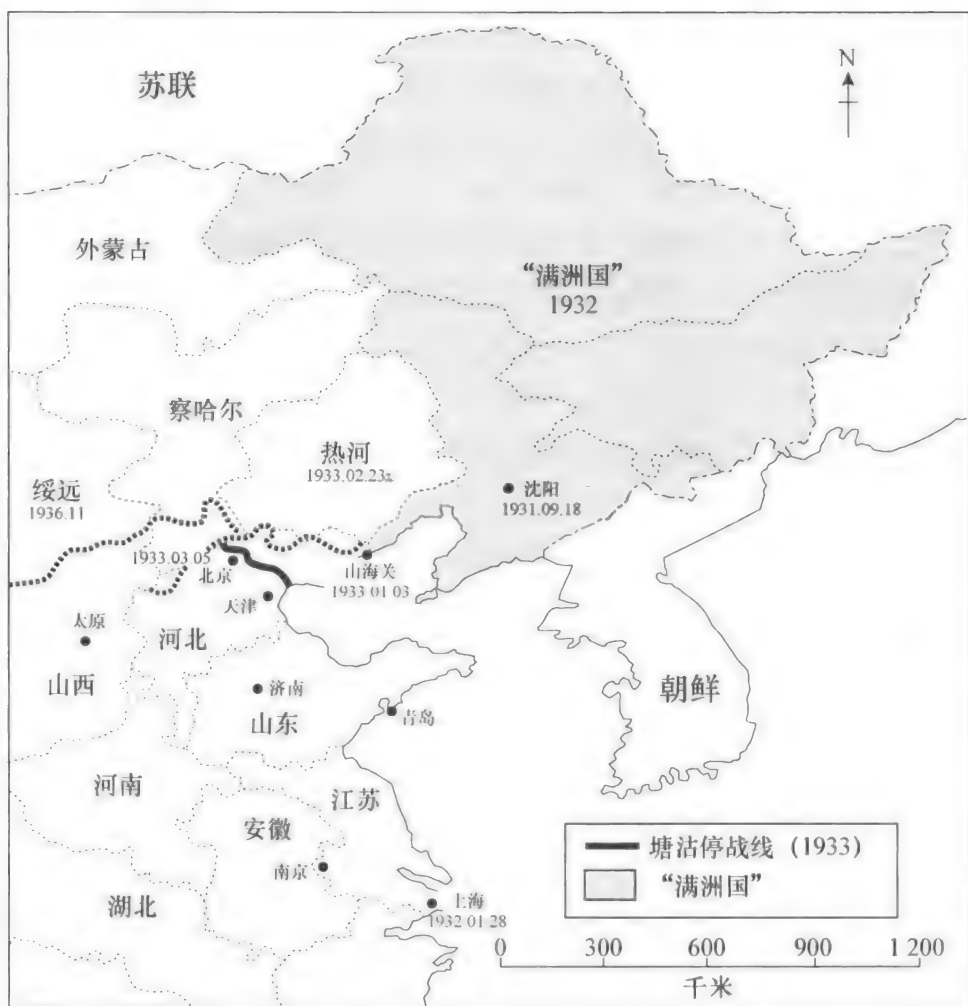 苏联
N
外蒙古
“满洲国”
1932
察哈尔
热河
1933.02.23
绥远
1936.11
沈阳
1931.09.18
1933.03.05
北京
山海关
1933 01 03
天津
太原
河北
山西
济南
山东
青岛
朝鲜
河南
江苏
安徽
南京
湖北
上海
1932 01 28
塘沽停战线 (1933)
“满洲国”
0 300 600 900 1 200
千米